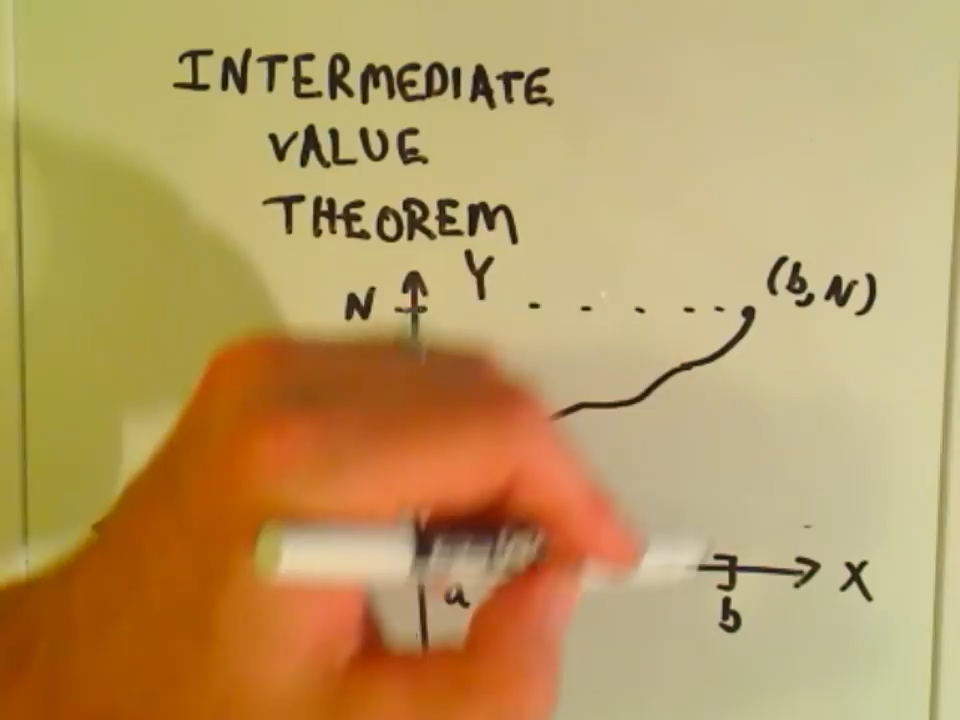 INTERMEDIATE
VALUE
THEOREM
Y
(b, N)
N
X
a
b